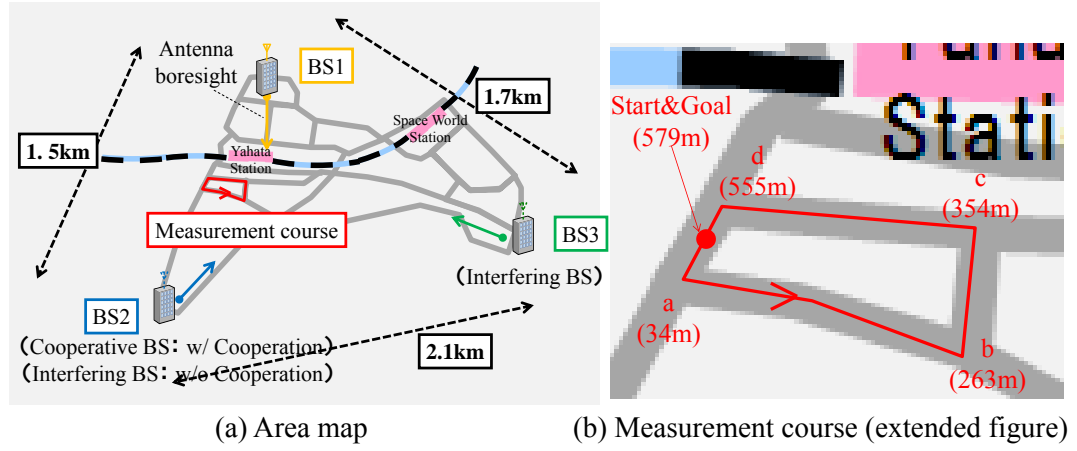 Antenna
boresight
BS1
1.7km
Space World
Station
1. 5km
Yahata
Station
Measurement course
BS3
(Interfering BS)
BS2
(Cooperative BS: w/ Cooperation)
(Interfering BS: w/o Cooperation)
2.1km
(a) Area map
Stati
Start&Goal
(579m)
d
(555m)
c
(354m)
a
(34m)
b
(263m)
(b) Measurement course (extended figure)